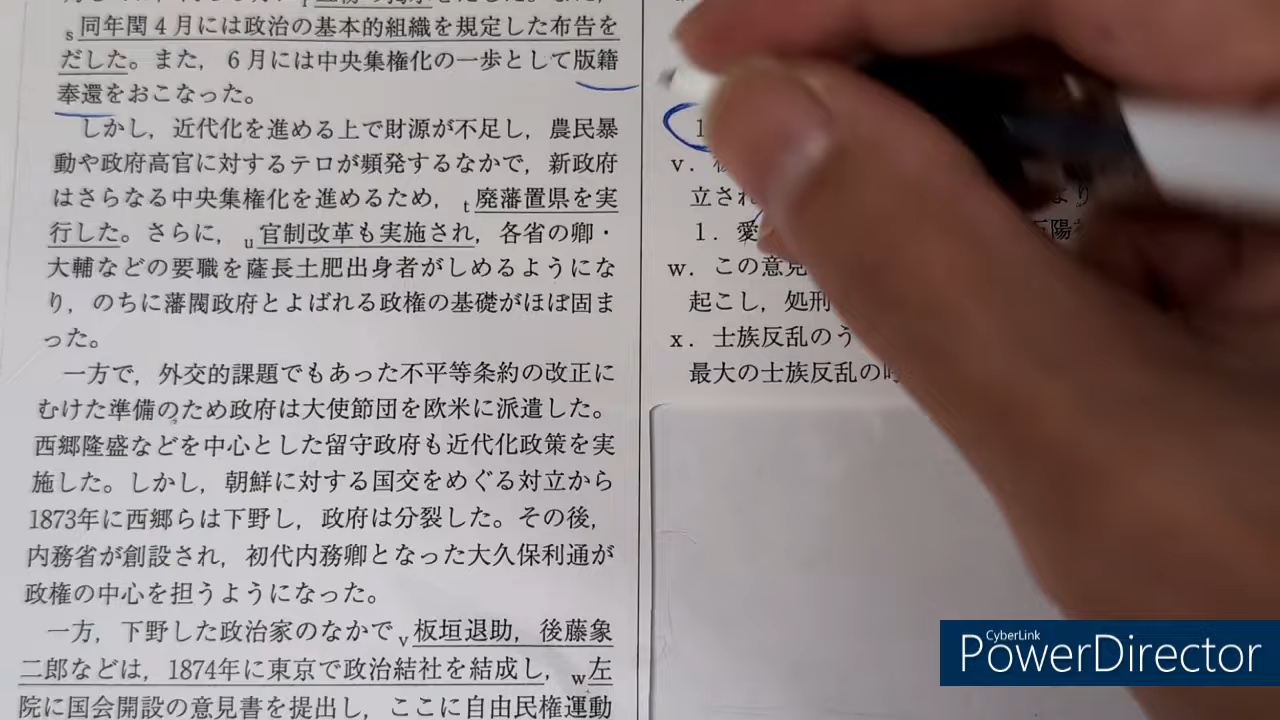 s同年閏4月には政治の基本的組織を規定した布告を
だした。また，6月には中央集権化の一歩として版籍
奉還をおこなった。
しかし，近代化を進める上で財源が不足し，農民暴
動や政府高官に対するテロが頻発するなかで，新政府
はさらなる中央集権化を進めるため，t廃藩置県を実
行した。さらに，u官制改革も実施され，各省の卿・
大輔などの要職を薩長土肥出身者がしめるようにな
り，のちに藩閥政府とよばれる政権の基礎がほぼ固ま
った。
一方で，外交的課題でもあった不平等条約の改正に
むけた準備のため政府は大使節団を欧米に派遣した。
西郷隆盛などを中心とした留守政府も近代化政策を実
施した。しかし，朝鮮に対する国交をめぐる対立から
1873年に西郷らは下野し，政府は分裂した。その後，
内務省が創設され，初代内務卿となった大久保利通が
政権の中心を担うようになった。
一方，下野した政治家のなかでv板垣退助，後藤象
二郎などは，1874年に東京で政治結社を結成し，w左
院に国会開設の意見書を提出し，ここに自由民権運動
1
v．
立され
1．愛
w．この意見
起こし，処刑
x．士族反乱のう
最大の士族反乱の
CyberLink
PowerDirector